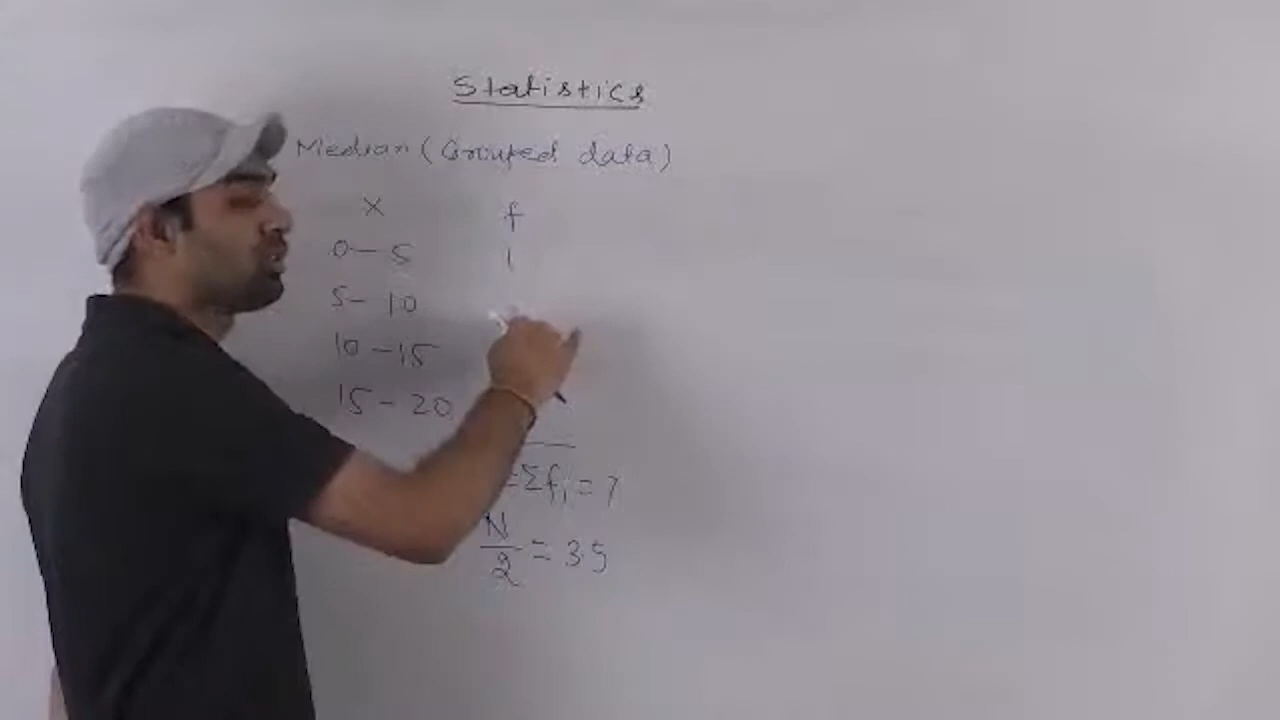 Statistics
Median (Grouped data)
x f
0-5 1
5-10
10-15
15-20
=Σfi = 7
N/2 = 3.5